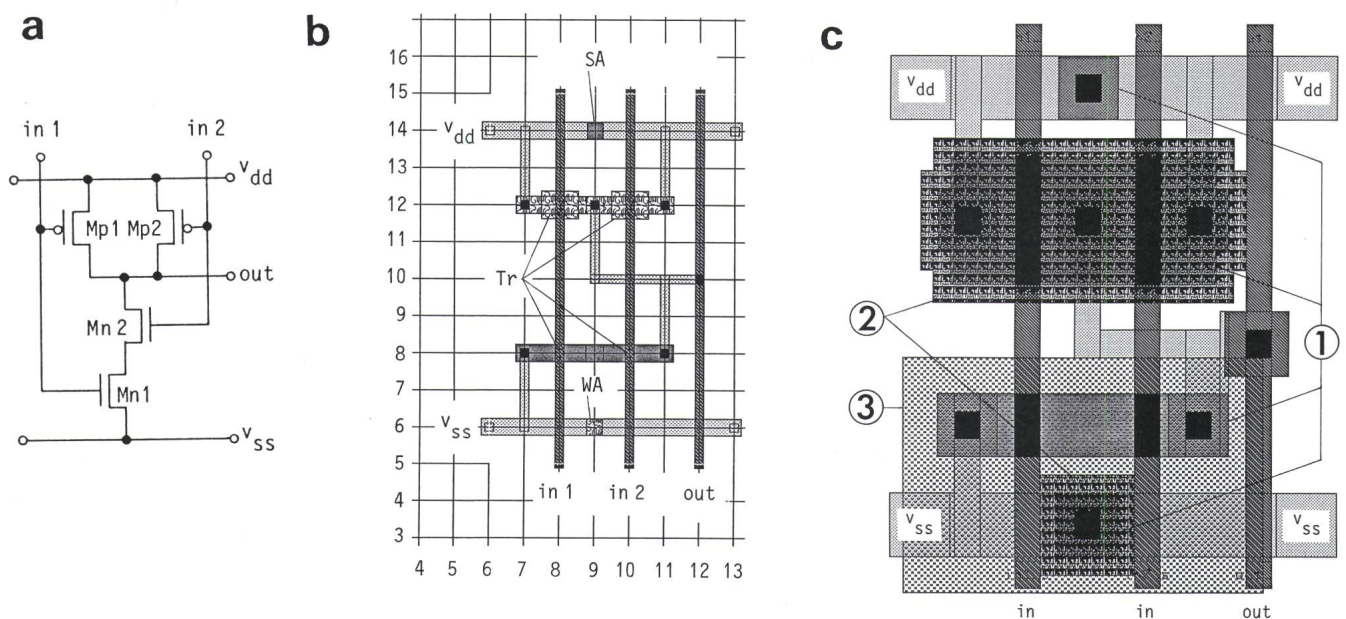 a
in 1
in 2
V dd
Mp1 Mp2
out
Mn 2
Mn1
V ss
b
16
15
14
13
12
11
10
9
8
7
6
5
4
3
SA
V dd
Tr
WA
V ss
in 1
in 2
out
4 5 6 7 8 9 10 11 12 13
c
V dd
V dd
2
1
3
V ss
V ss
in
in
out